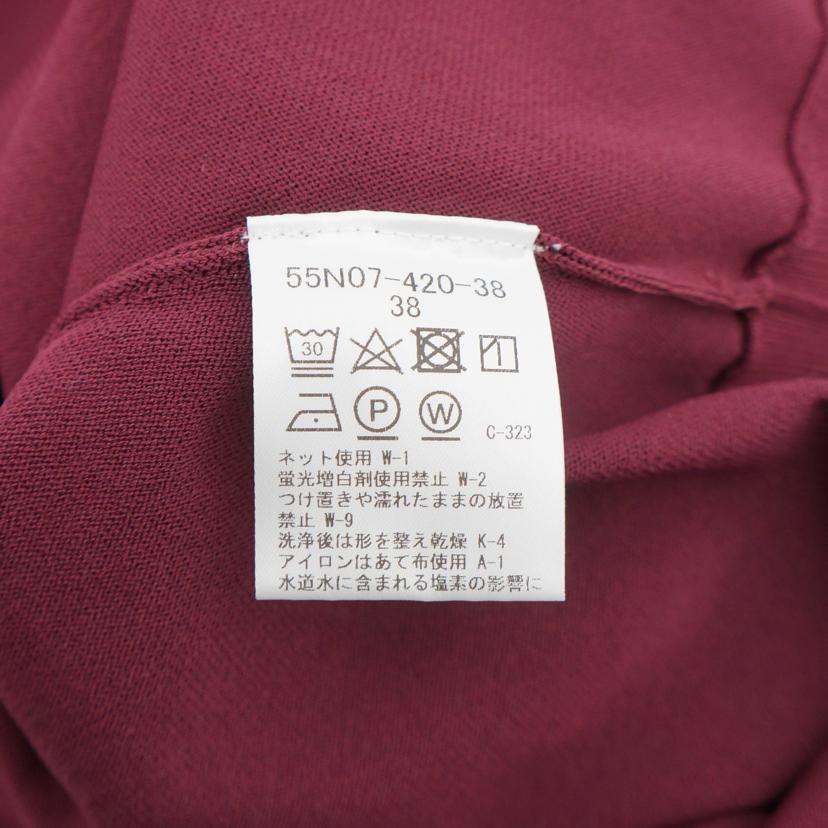 55N07-420-38
38
30
P W C-323
ネット使用 W-1
蛍光増白剤使用禁止 W-2
つけ置きや濡れたままの放置
禁止 W-9
洗浄後は形を整え乾燥 K-4
アイロンはあて布使用 A-1
水道水に含まれる塩素の影響に